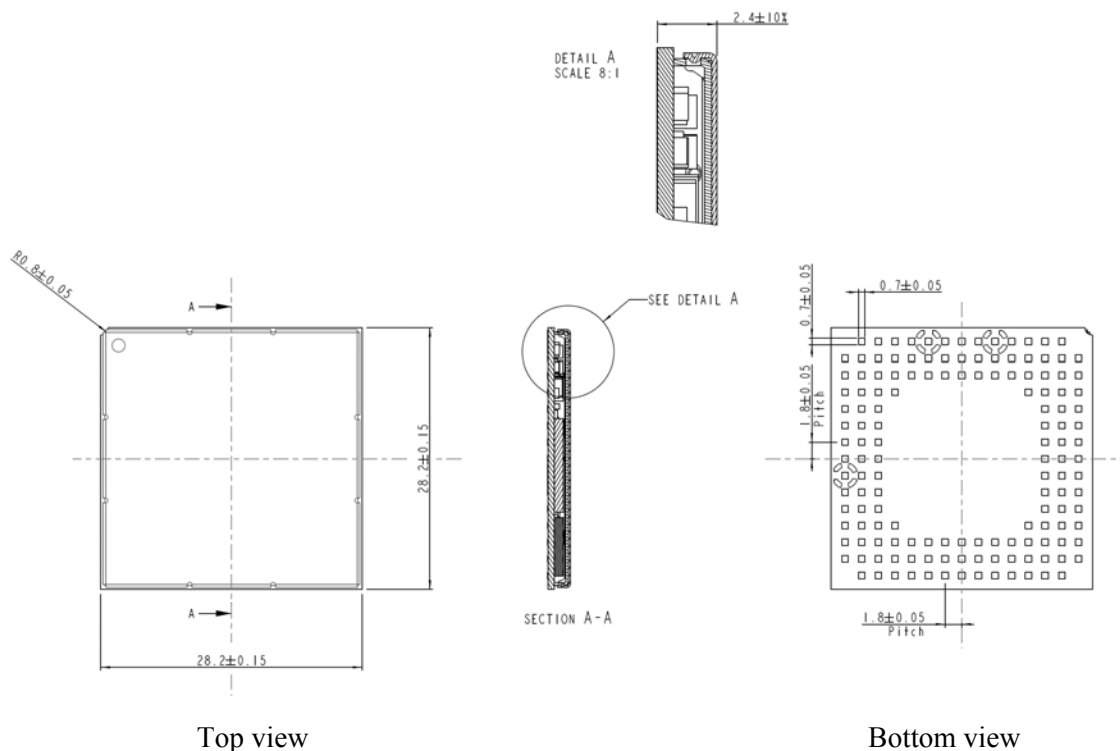 2.4±10%
DETAIL A
SCALE 8:1
R0.8±0.05
A
SEE DETAIL A
0.7±0.05
0.7±0.05
1.8±0.05
Pitch
28.2±0.15
A
SECTION A-A
1.8±0.05
Pitch
28.2±0.15
Top view
Bottom view